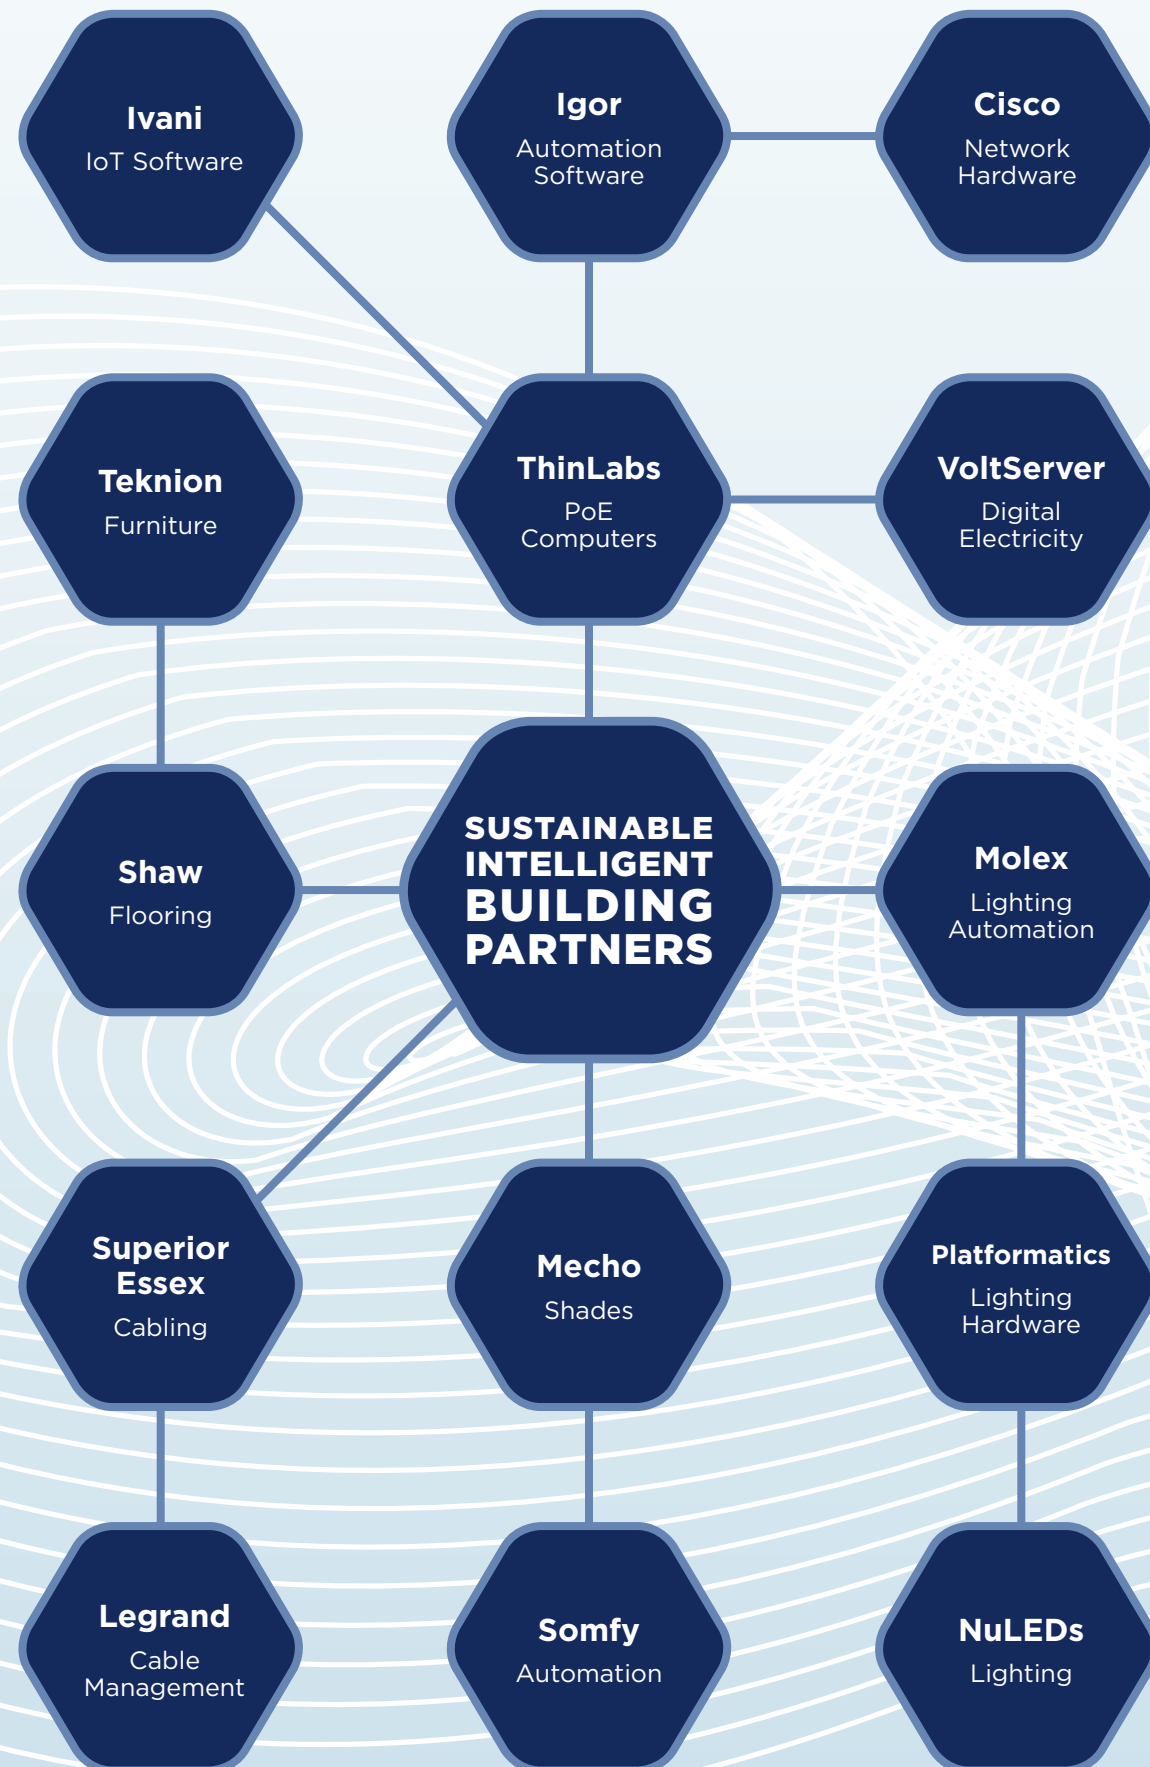 Ivani
IoT Software
Igor
Automation
Software
Cisco
Network
Hardware
Teknion
Furniture
ThinLabs
PoE
Computers
VoltServer
Digital
Electricity
Shaw
Flooring
SUSTAINABLE
INTELLIGENT
BUILDING
PARTNERS
Molex
Lighting
Automation
Superior
Essex
Cabling
Mecho
Shades
Platformatics
Lighting
Hardware
Legrand
Cable
Management
Somfy
Automation
NuLEDs
Lighting